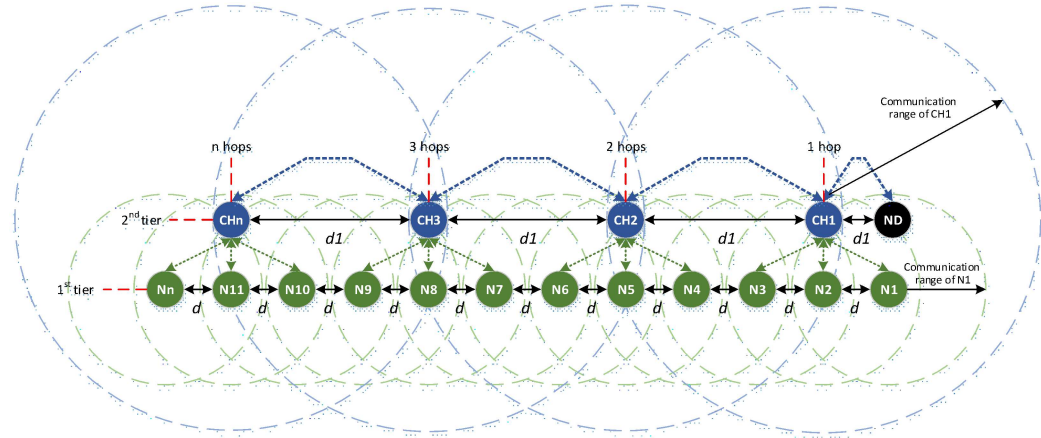 Communication
range of CH1
n hops
3 hops
2 hops
1 hop
2nd tier
CHn
CH3
CH2
CH1
ND
d1
d1
d1
d1
Communication
range of N1
1st tier
Nn
N11
N10
N9
N8
N7
N6
N5
N4
N3
N2
N1
d
d
d
d
d
d
d
d
d
d
d